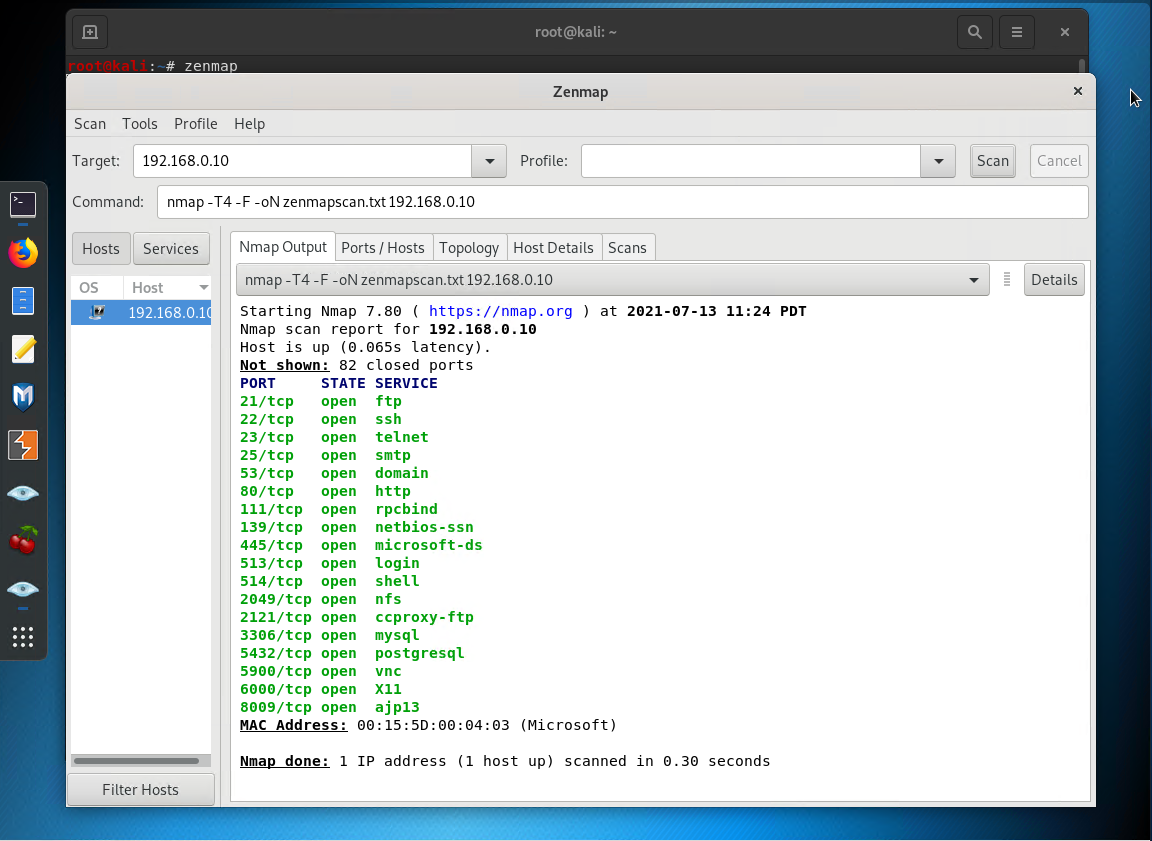 root@kali: ~
root@kali:~# zenmap
Zenmap
Scan Tools Profile Help
Target: 192.168.0.10 Profile: Scan Cancel
Command: nmap -T4 -F -oN zenmapscan.txt 192.168.0.10
Hosts Services
Nmap Output Ports / Hosts Topology Host Details Scans
OS Host
192.168.0.10
nmap -T4 -F -oN zenmapscan.txt 192.168.0.10 Details
Starting Nmap 7.80 ( https://nmap.org ) at 2021-07-13 11:24 PDT
Nmap scan report for 192.168.0.10
Host is up (0.065s latency).
Not shown: 82 closed ports
PORT STATE SERVICE
21/tcp open ftp
22/tcp open ssh
23/tcp open telnet
25/tcp open smtp
53/tcp open domain
80/tcp open http
111/tcp open rpcbind
139/tcp open netbios-ssn
445/tcp open microsoft-ds
513/tcp open login
514/tcp open shell
2049/tcp open nfs
2121/tcp open ccproxy-ftp
3306/tcp open mysql
5432/tcp open postgresql
5900/tcp open vnc
6000/tcp open X11
8009/tcp open ajp13
MAC Address: 00:15:5D:00:04:03 (Microsoft)
Nmap done: 1 IP address (1 host up) scanned in 0.30 seconds
Filter Hosts